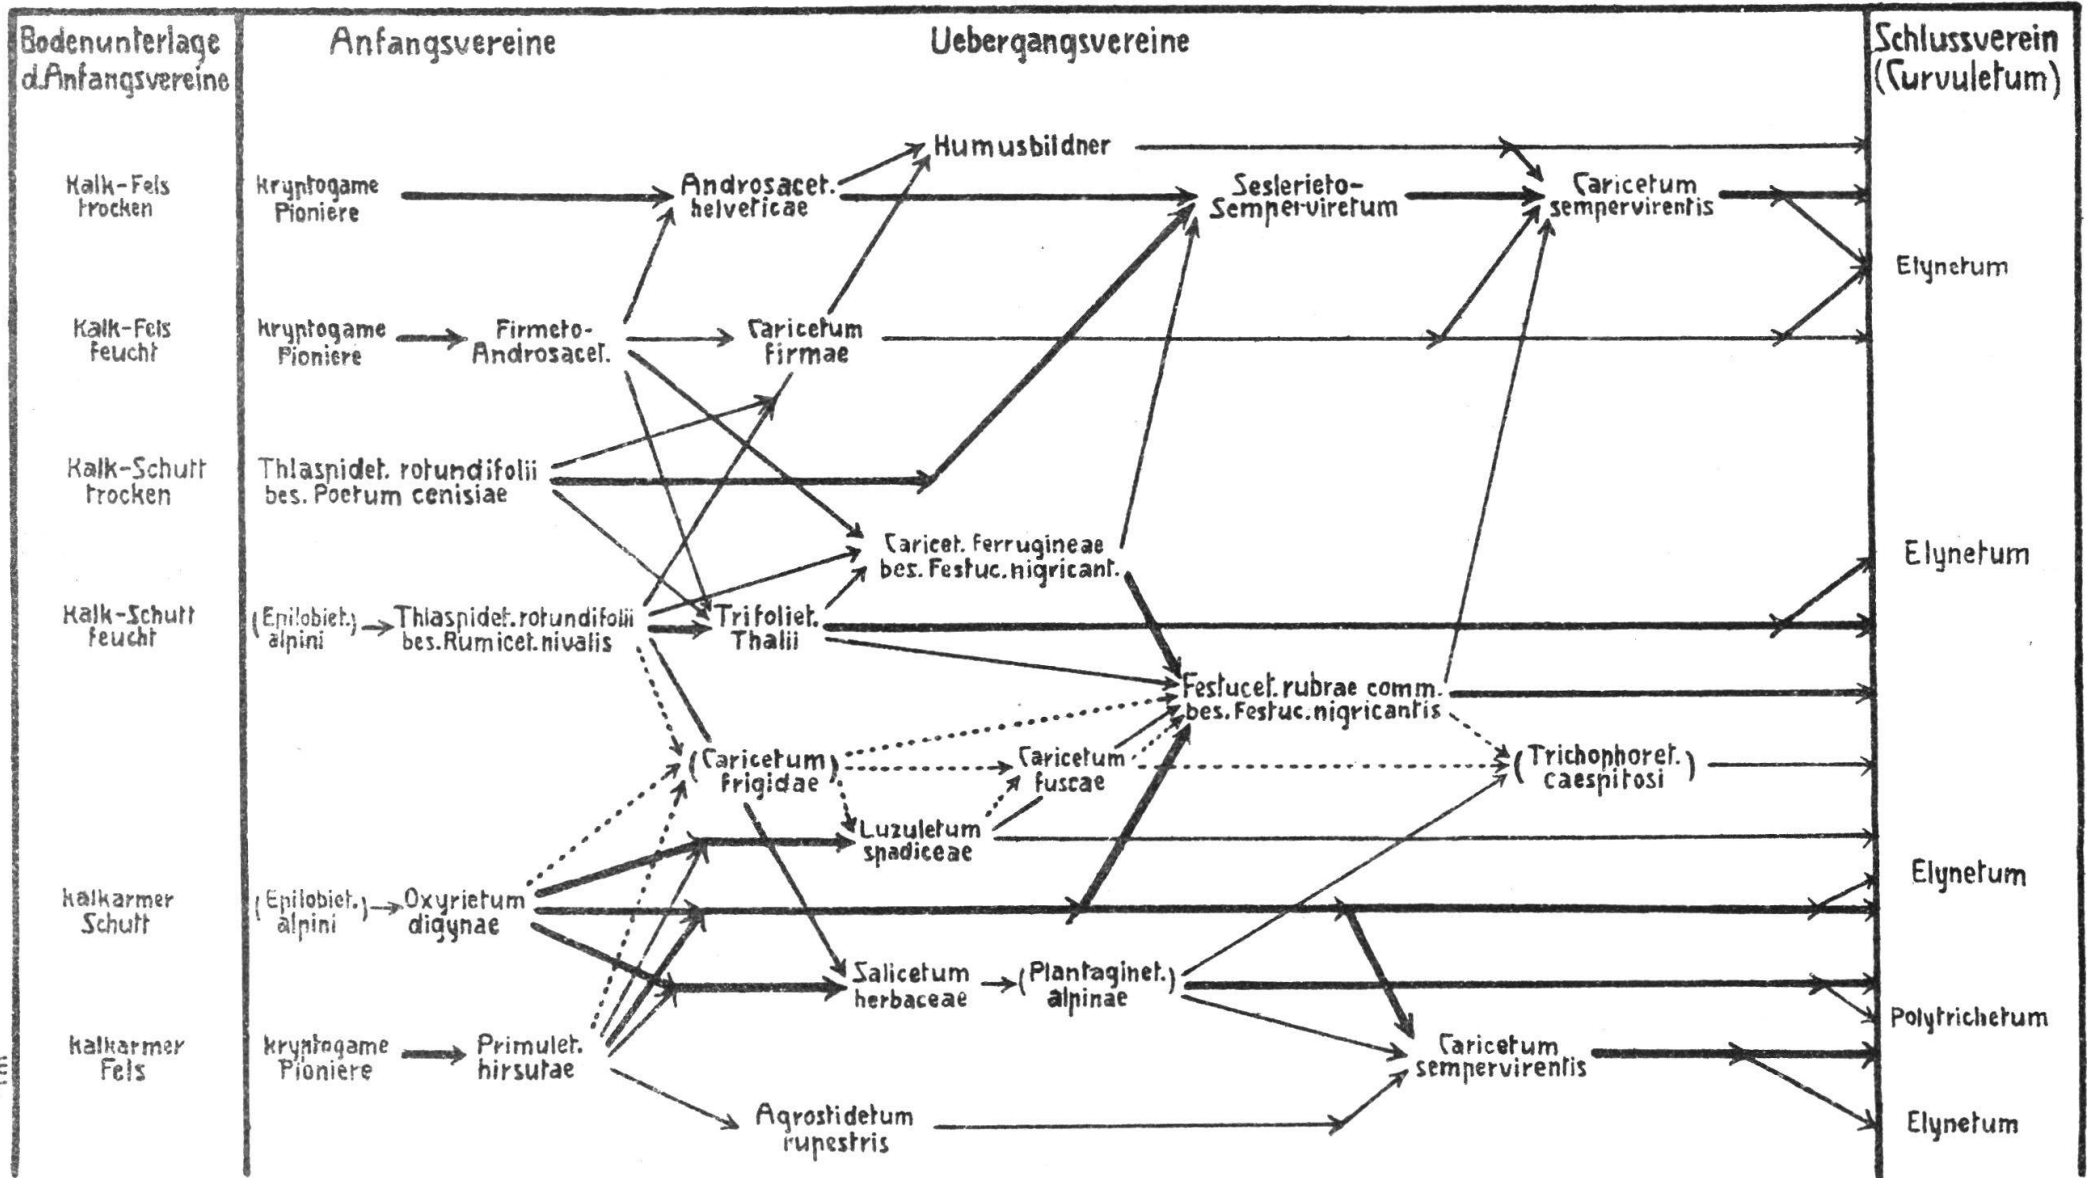 Bodenunterlage
d.Anfangsvereine
Anfangsvereine
Uebergangsvereine
Schlussverein
(Curvuletum)
Humusbildner
Kalk-Fels
trocken
Kryptogame
Pioniere
Androsacet.
helveticae
Seslerieto-
Semperviretum
Caricetum
sempervirentis
Elynetum
Kalk-Fels
feucht
Kryptogame
Pioniere
Firmeto-
Androsacet.
Caricetum
firmae
Kalk-Schutt
trocken
Thlaspidet. rotundifolii
bes. Poetum cenisiae
Caricet. ferrugineae
bes. Festuc. nigricant.
Elynetum
Kalk-Schutt
feucht
(Epilobiet.)
alpini
Thlaspidet. rotundifolii
bes. Rumicet. nivalis
Trifoliet.
Thalii
Festucet. rubrae comm.
bes. Festuc. nigricantis
(Caricetum)
frigidae
Caricetum
fuscae
(Trichophoret.)
caespitosi
Luzuletum
spadiceae
Elynetum
Kalkarmer
Schutt
(Epilobiet.)
alpini
Oxyrietum
digynae
Salicetum
herbaceae
(Plantaginet.)
alpinae
Polytrichetum
Kalkarmer
Fels
Kryptogame
Pioniere
Primulet.
hirsutae
Caricetum
sempervirentis
Agrostidetum
rupestris
Elynetum